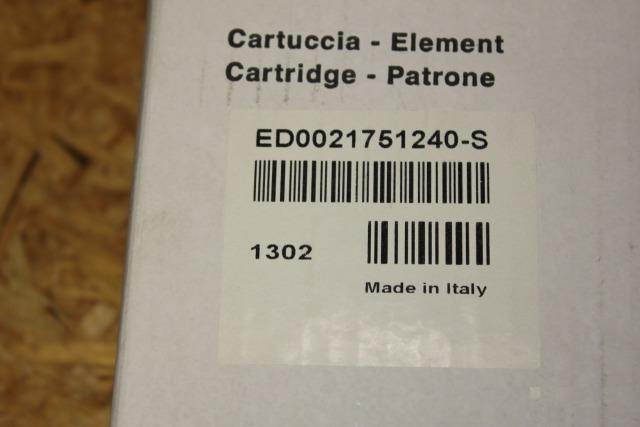 Cartuccia - Element
Cartridge - Patrone
ED0021751240-S
1302
Made in Italy